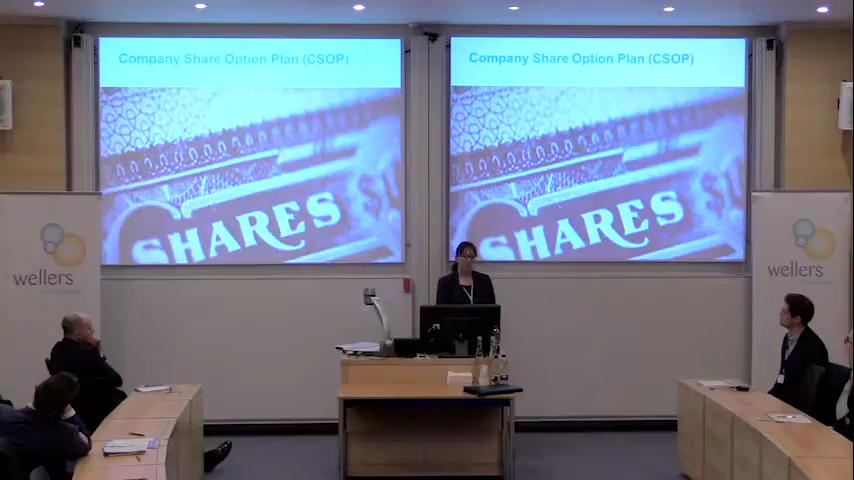 Company Share Option Plan (CSOP)
SHARES
Company Share Option Plan (CSOP)
SHARES
wellers
wellers